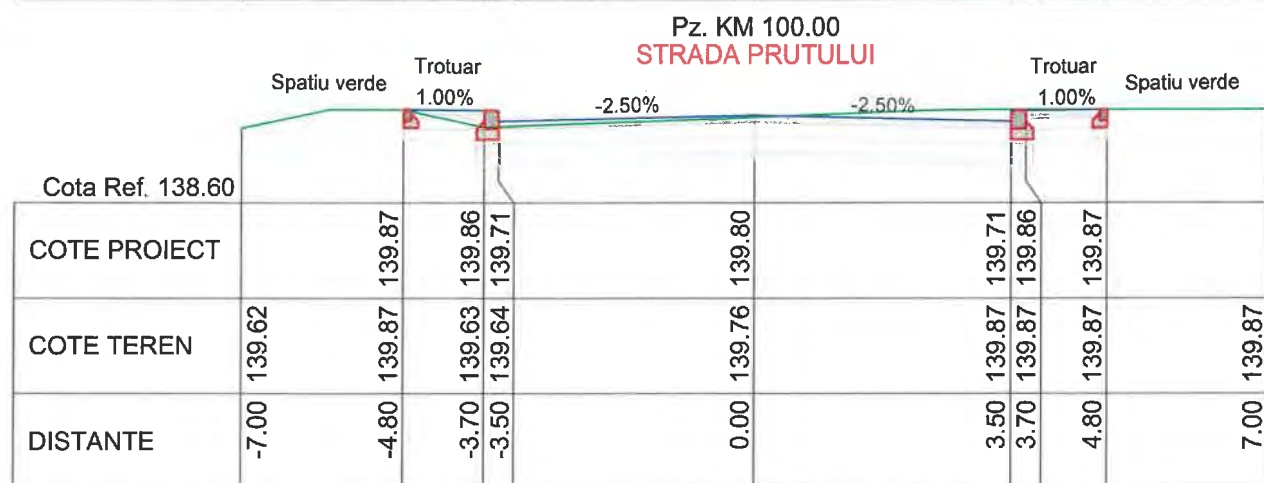 Pz. KM 100.00
STRADA PRUTULUI
Spatiu verde
Trotuar
1.00%
-2.50%
-2.50%
Trotuar
1.00%
Spatiu verde
Cota Ref. 138.60
COTE PROIECT 139.87 139.86 139.71 139.80 139.71 139.86 139.87
COTE TEREN 139.62 139.87 139.63 139.64 139.76 139.87 139.87 139.87 139.87
DISTANTE -7.00 -4.80 -3.70 -3.50 0.00 3.50 3.70 4.80 7.00